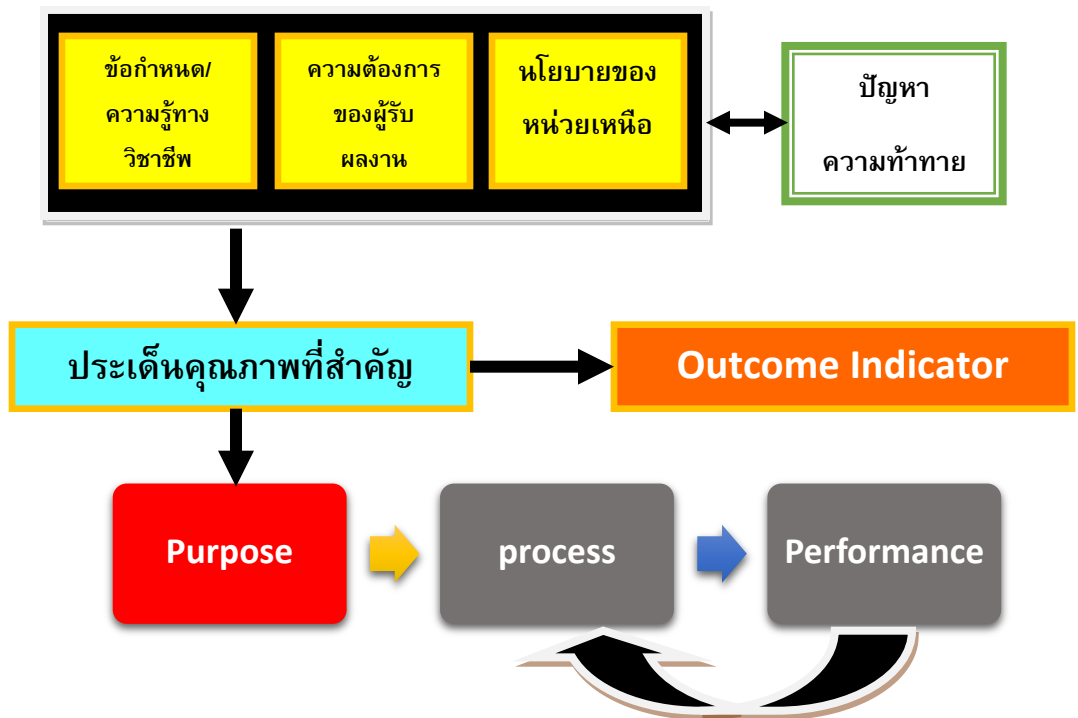 ข้อกำหนด/
ความรู้ทาง
วิชาชีพ
ความต้องการ
ของผู้รับ
ผลงาน
นโยบายของ
หน่วยเหนือ
ปัญหา
ความท้าทาย
ประเด็นคุณภาพที่สำคัญ
Outcome Indicator
Purpose
process
Performance